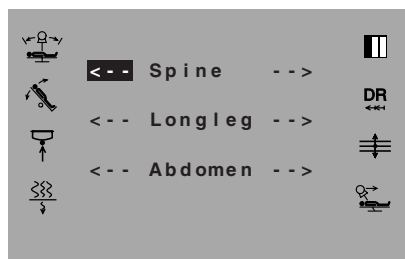 <-- Spine -->
DR
<-- Longleg -->
<-- Abdomen -->